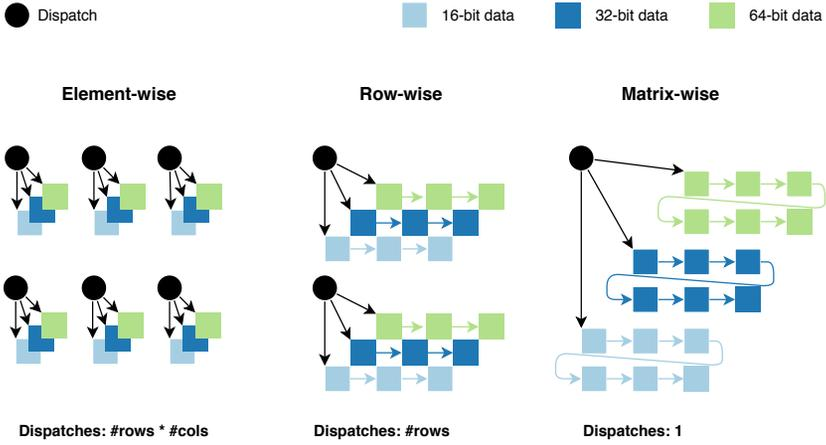 Dispatch 16-bit data 32-bit data 64-bit data
Element-wise Row-wise Matrix-wise
Dispatches: #rows * #cols Dispatches: #rows Dispatches: 1